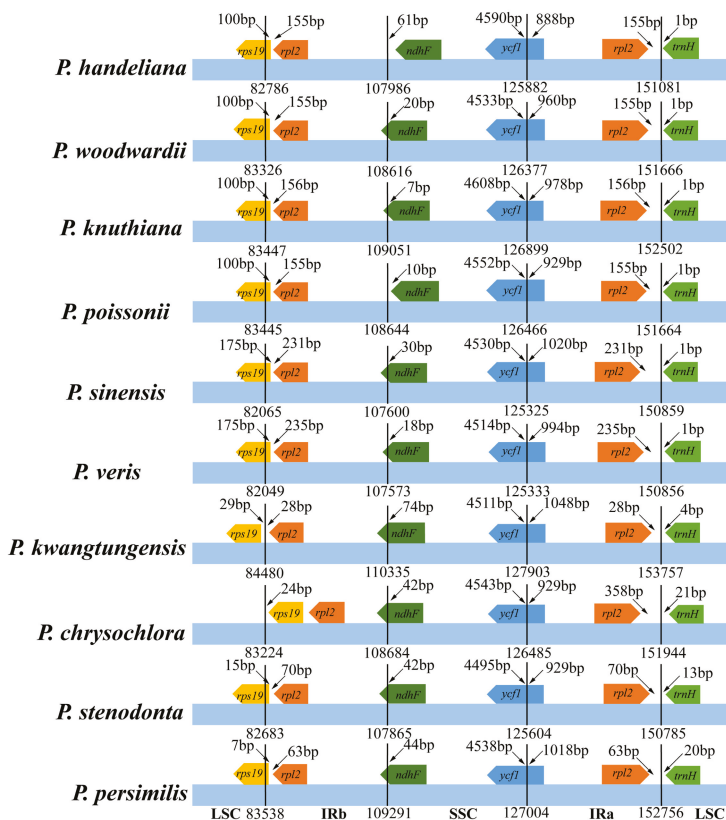 100bp 155bp 61bp 4590bp 888bp 155bp 1bp
P. handeliana rps19 rpl2 ndhF ycf1 rpl2 trnH
82786 107986 125882 151081
100bp 155bp 20bp 4533bp 960bp 155bp 1bp
P. woodwardii rps19 rpl2 ndhF ycf1 rpl2 trnH
83326 108616 126377 151666
100bp 156bp 7bp 4608bp 978bp 156bp 1bp
P. knuthiana rps19 rpl2 ndhF ycf1 rpl2 trnH
83447 109051 126899 152502
100bp 155bp 10bp 4552bp 929bp 155bp 1bp
P. poissonii rps19 rpl2 ndhF ycf1 rpl2 trnH
83445 108644 126466 151664
175bp 231bp 30bp 4530bp 1020bp 231bp 1bp
P. sinensis rps19 rpl2 ndhF ycf1 rpl2 trnH
82065 107600 125325 150859
175bp 235bp 18bp 4514bp 994bp 235bp 1bp
P. veris rps19 rpl2 ndhF ycf1 rpl2 trnH
82049 107573 125333 150856
29bp 28bp 74bp 4511bp 1048bp 28bp 4bp
P. kwangtungensis rps19 rpl2 ndhF ycf1 rpl2 trnH
84480 110335 127903 153757
24bp 42bp 4543bp 929bp 358bp 21bp
P. chrysochlora rps19 rpl2 ndhF ycf1 rpl2 trnH
83224 108684 126485 151944
15bp 70bp 42bp 4495bp 929bp 70bp 13bp
P. stenodonta rps19 rpl2 ndhF ycf1 rpl2 trnH
82683 107865 125604 150785
7bp 63bp 44bp 4538bp 1018bp 63bp 20bp
P. persimilis rps19 rpl2 ndhF ycf1 rpl2 trnH
LSC 83538 IRb 109291 SSC 127004 IRa 152756 LSC